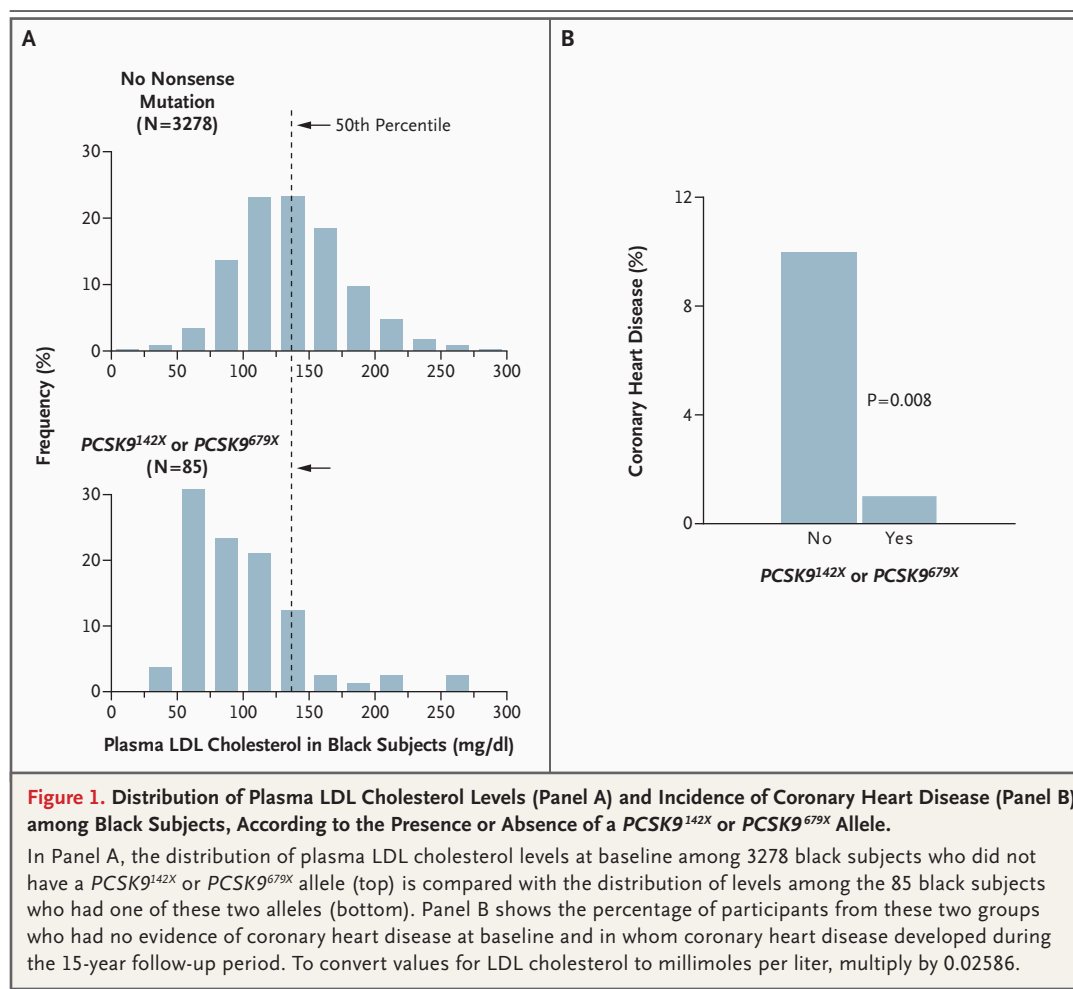 A
No Nonsense
Mutation
(N=3278)
50th Percentile
30
20
10
0
0 50 100 150 200 250 300
Frequency (%)
PCSK9142X or PCSK9679X
(N=85)
30
20
10
0
0 50 100 150 200 250 300
Plasma LDL Cholesterol in Black Subjects (mg/dl)
B
12
8
4
0
Coronary Heart Disease (%)
P=0.008
No Yes
PCSK9142X or PCSK9679X
Figure 1. Distribution of Plasma LDL Cholesterol Levels (Panel A) and Incidence of Coronary Heart Disease (Panel B)
among Black Subjects, According to the Presence or Absence of a PCSK9142X or PCSK9679X Allele.
In Panel A, the distribution of plasma LDL cholesterol levels at baseline among 3278 black subjects who did not
have a PCSK9142X or PCSK9679X allele (top) is compared with the distribution of levels among the 85 black subjects
who had one of these two alleles (bottom). Panel B shows the percentage of participants from these two groups
who had no evidence of coronary heart disease at baseline and in whom coronary heart disease developed during
the 15-year follow-up period. To convert values for LDL cholesterol to millimoles per liter, multiply by 0.02586.